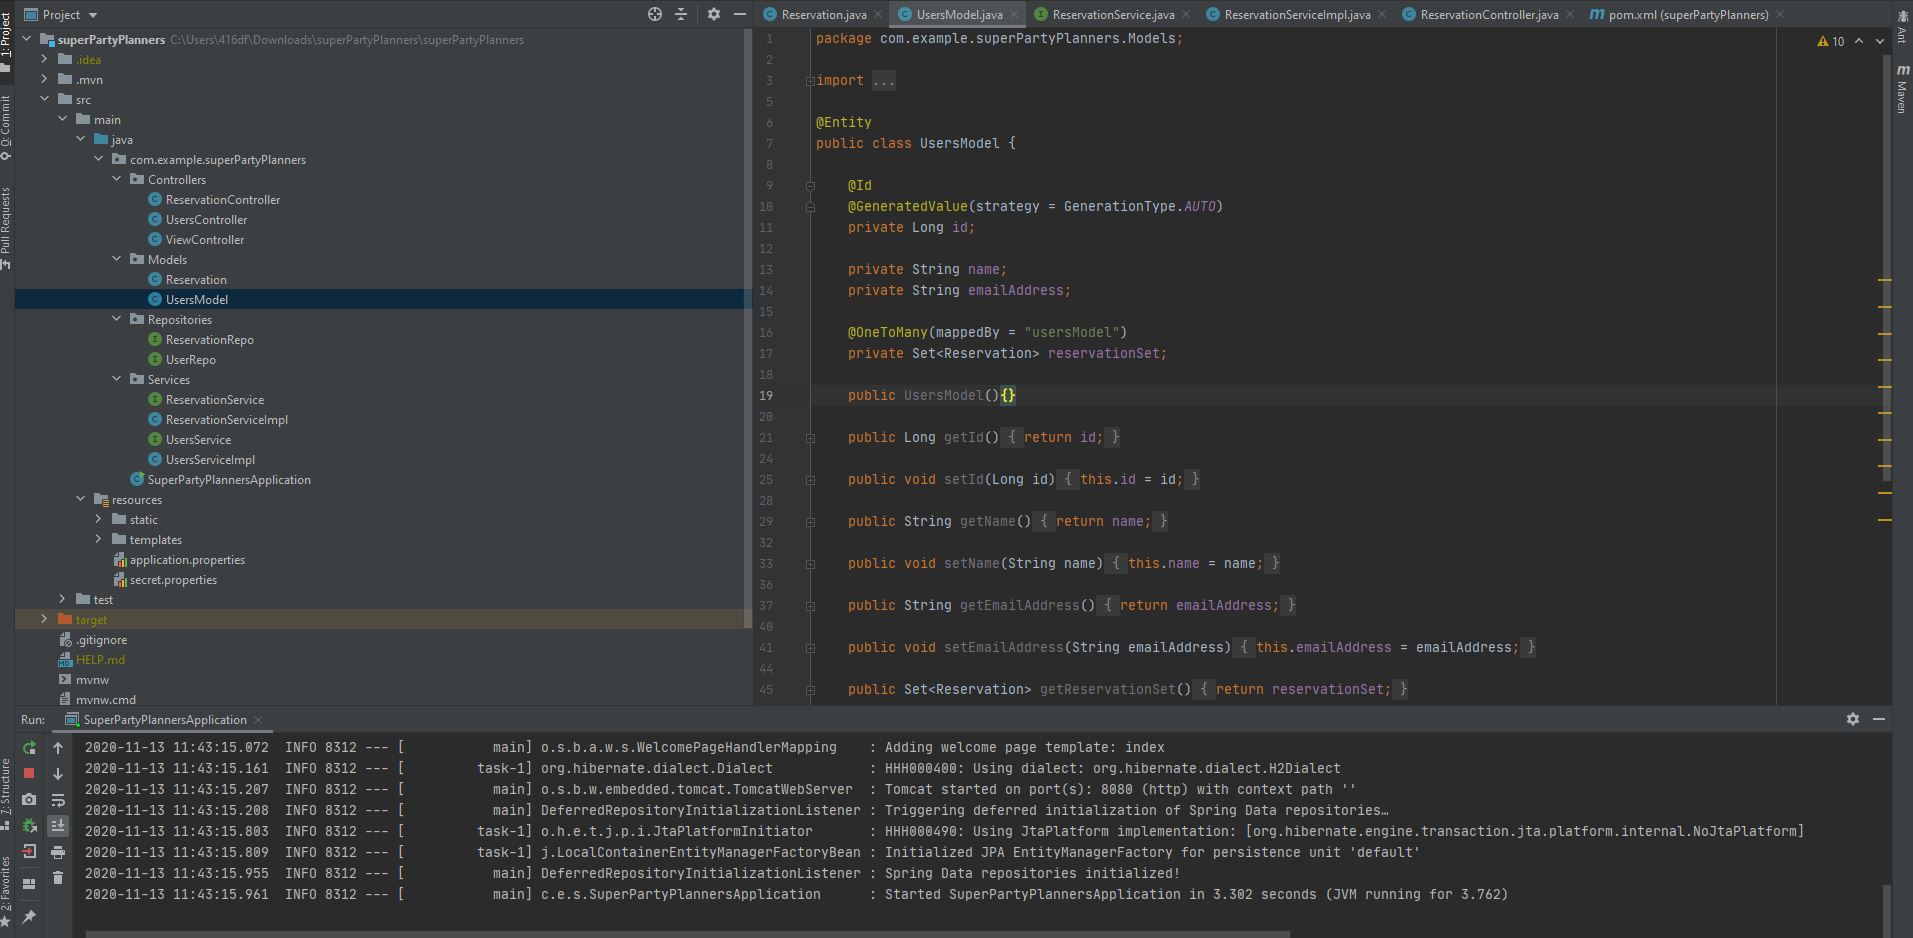 Project
Reservation.java
UsersModel.java
ReservationService.java
ReservationServiceImpl.java
ReservationController.java
pom.xml (superPartyPlanners)
1: Project
0: Commit
Pull Requests
7: Structure
2: Favorites
Ant
Maven
superPartyPlanners C:\Users\416df\Downloads\superPartyPlanners\superPartyPlanners
.idea
.mvn
src
main
java
com.example.superPartyPlanners
Controllers
ReservationController
UsersController
ViewController
Models
Reservation
UsersModel
Repositories
ReservationRepo
UserRepo
Services
ReservationService
ReservationServiceImpl
UsersService
UsersServiceImpl
SuperPartyPlannersApplication
resources
static
templates
application.properties
secret.properties
test
target
.gitignore
HELP.md
mvnw
mvnw.cmd
10
1 package com.example.superPartyPlanners.Models;
2
3 import ...
5
6 @Entity
7 public class UsersModel {
8
9 @Id
10 @GeneratedValue(strategy = GenerationType.AUTO)
11 private Long id;
12
13 private String name;
14 private String emailAddress;
15
16 @OneToMany(mappedBy = "usersModel")
17 private Set<Reservation> reservationSet;
18
19 public UsersModel(){}
20
21 public Long getId() { return id; }
24
25 public void setId(Long id) { this.id = id; }
28
29 public String getName() { return name; }
32
33 public void setName(String name) { this.name = name; }
36
37 public String getEmailAddress() { return emailAddress; }
40
41 public void setEmailAddress(String emailAddress) { this.emailAddress = emailAddress; }
44
45 public Set<Reservation> getReservationSet() { return reservationSet; }
Run: SuperPartyPlannersApplication
2020-11-13 11:43:15.072 INFO 8312 --- [ main] o.s.b.a.w.s.WelcomePageHandlerMapping : Adding welcome page template: index
2020-11-13 11:43:15.161 INFO 8312 --- [ task-1] org.hibernate.dialect.Dialect : HHH000400: Using dialect: org.hibernate.dialect.H2Dialect
2020-11-13 11:43:15.207 INFO 8312 --- [ main] o.s.b.w.embedded.tomcat.TomcatWebServer : Tomcat started on port(s): 8080 (http) with context path ''
2020-11-13 11:43:15.208 INFO 8312 --- [ main] DeferredRepositoryInitializationListener : Triggering deferred initialization of Spring Data repositories…
2020-11-13 11:43:15.803 INFO 8312 --- [ task-1] o.h.e.t.j.p.i.JtaPlatformInitiator : HHH000490: Using JtaPlatform implementation: [org.hibernate.engine.transaction.jta.platform.internal.NoJtaPlatform]
2020-11-13 11:43:15.809 INFO 8312 --- [ task-1] j.LocalContainerEntityManagerFactoryBean : Initialized JPA EntityManagerFactory for persistence unit 'default'
2020-11-13 11:43:15.955 INFO 8312 --- [ main] DeferredRepositoryInitializationListener : Spring Data repositories initialized!
2020-11-13 11:43:15.961 INFO 8312 --- [ main] c.e.s.SuperPartyPlannersApplication : Started SuperPartyPlannersApplication in 3.302 seconds (JVM running for 3.762)